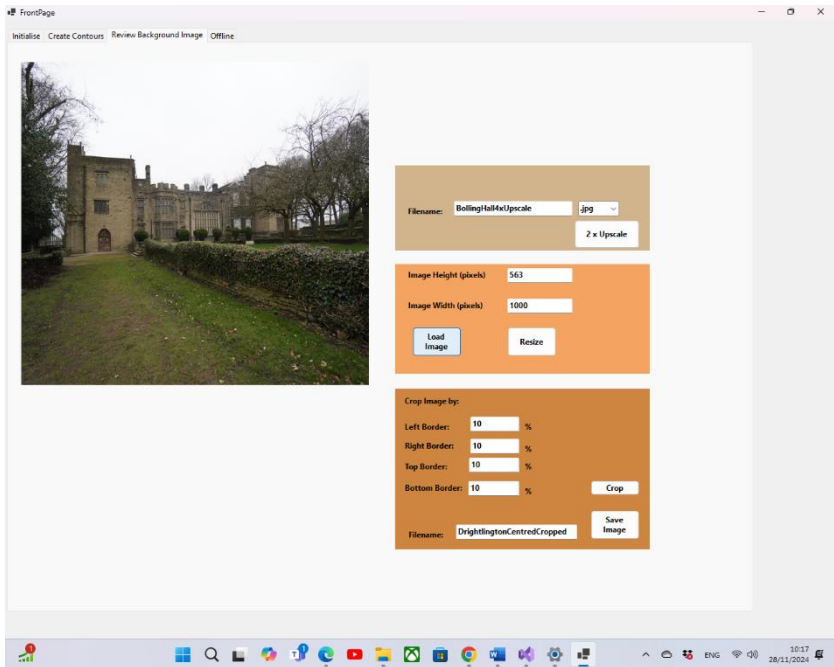 FrontPage
Initialise Create Contours Review Background Image Offline
Filename: BollingHall4xUpscale .jpg
2 x Upscale
Image Height (pixels) 563
Image Width (pixels) 1000
Load
Image
Resize
Crop Image by:
Left Border: 10 %
Right Border: 10 %
Top Border: 10 %
Bottom Border: 10 %
Crop
Filename: DrightlingtonCentredCropped
Save
Image
1
ENG
10:17
28/11/2024